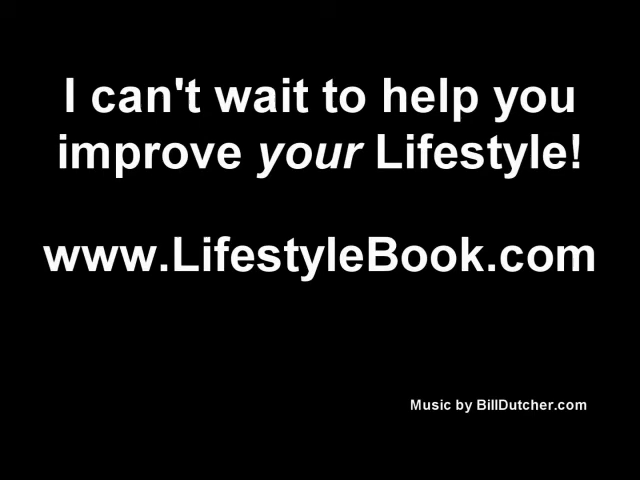 I can't wait to help you
improve your Lifestyle!
www.LifestyleBook.com
Music by BillDutcher.com